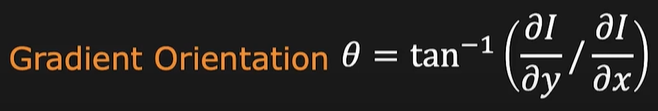 Gradient Orientation θ = tan⁻¹ (∂I/∂y / ∂I/∂x)